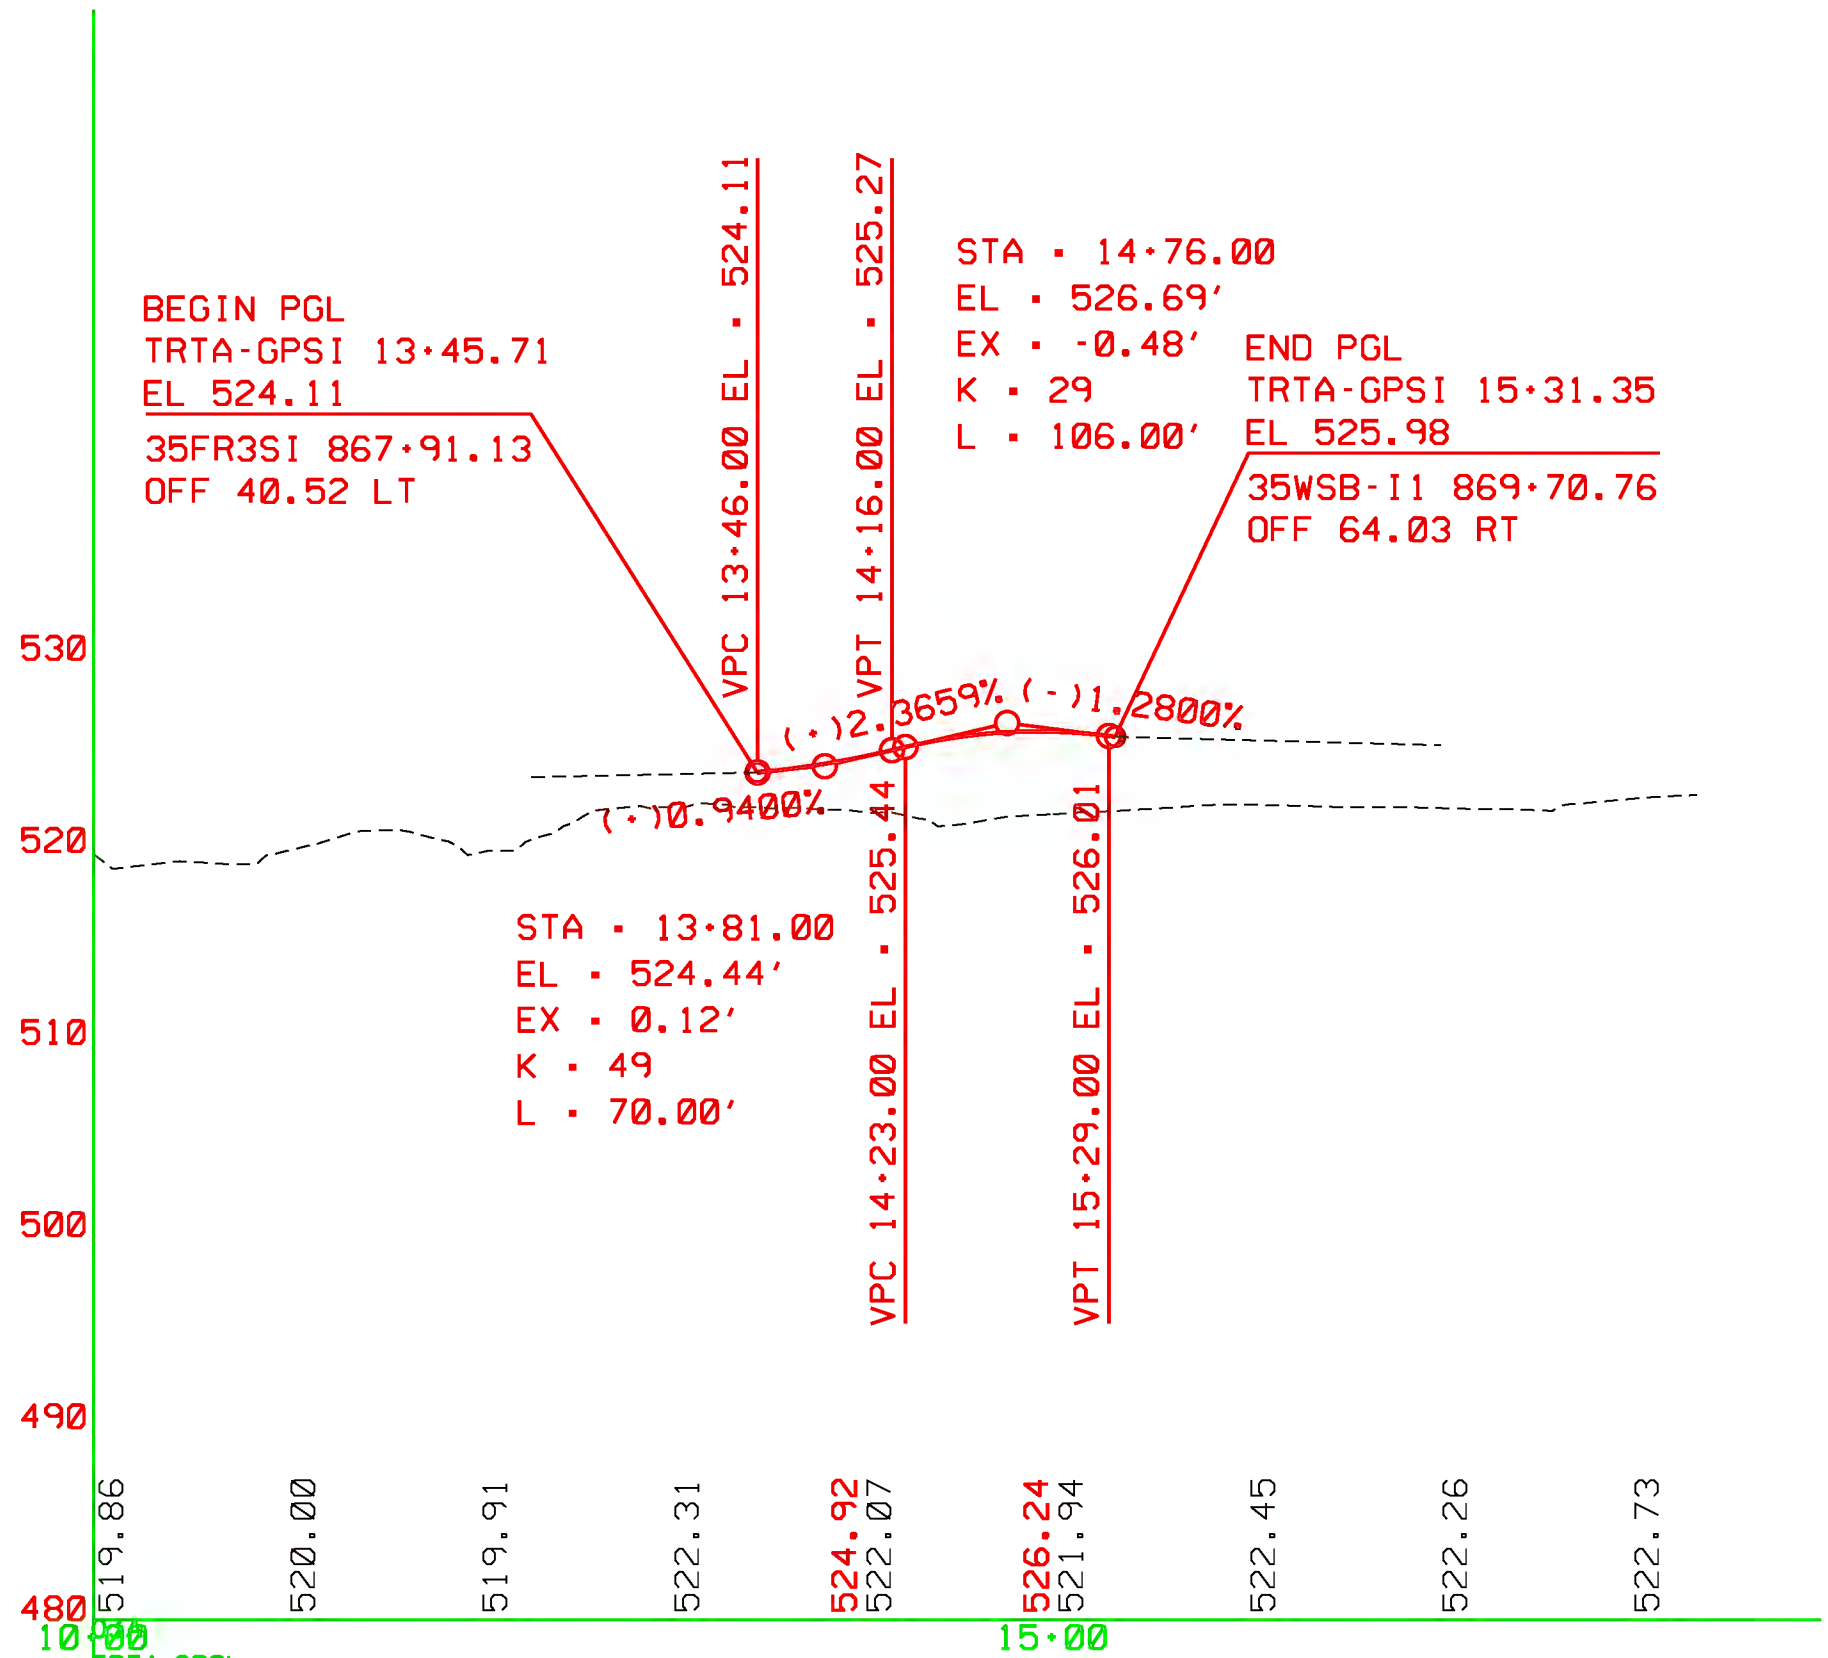 VPC 13+46.00 EL = 524.11
VPT 14+16.00 EL = 525.27
STA = 14+76.00
EL = 526.69'
EX = -0.48'
K = 29
L = 106.00'
BEGIN PGL
TRTA-GPSI 13+45.71
EL 524.11
35FR3SI 867+91.13
OFF 40.52 LT
END PGL
TRTA-GPSI 15+31.35
EL 525.98
35WSB-I1 869+70.76
OFF 64.03 RT
(+)2.3659%
(-)1.2800%
(+)0.9400%
STA = 13+81.00
EL = 524.44'
EX = 0.12'
K = 49
L = 70.00'
VPC 14+23.00 EL = 525.44
VPT 15+29.00 EL = 526.01
530
520
510
500
490
480
519.86
520.00
519.91
522.31
524.92
522.07
526.24
521.94
522.45
522.26
522.73
10+00
15+00